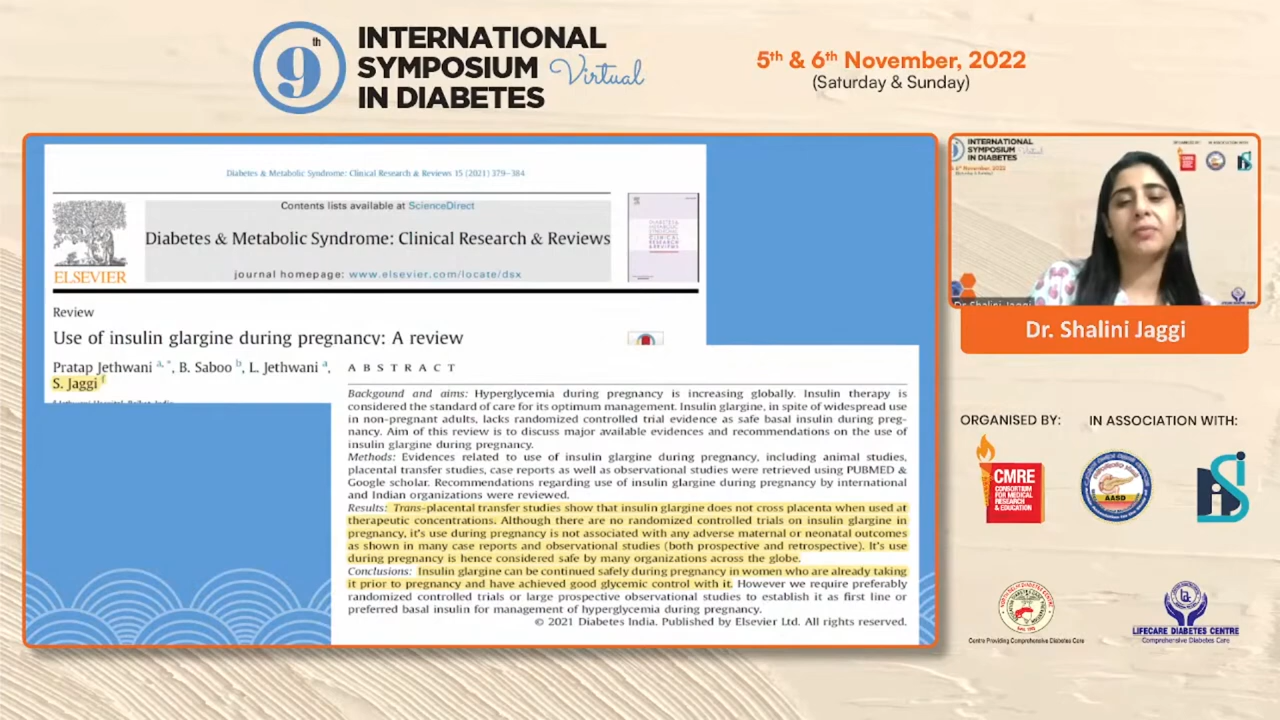 9th
INTERNATIONAL
SYMPOSIUM Virtual
IN DIABETES
5th & 6th November, 2022
(Saturday & Sunday)
Diabetes & Metabolic Syndrome: Clinical Research & Reviews 15 (2021) 379–384
Contents lists available at ScienceDirect
Diabetes & Metabolic Syndrome: Clinical Research & Reviews
journal homepage: www.elsevier.com/locate/dsx
ELSEVIER
Review
Use of insulin glargine during pregnancy: A review
Pratap Jethwani a, *, B. Saboo b, L. Jethwani a,
S. Jaggi f
A B S T R A C T
Backgound and aims: Hyperglycemia during pregnancy is increasing globally. Insulin therapy is
considered the standard of care for its optimum management. Insulin glargine, in spite of widespread use
in non-pregnant adults, lacks randomized controlled trial evidence as safe basal insulin during preg-
nancy. Aim of this review is to discuss major available evidences and recommendations on the use of
insulin glargine during pregnancy.
Methods: Evidences related to use of insulin glargine during pregnancy, including animal studies,
placental transfer studies, case reports as well as observational studies were retrieved using PUBMED &
Google scholar. Recommendations regarding use of insulin glargine during pregnancy by international
and Indian organizations were reviewed.
Results: Trans-placental transfer studies show that insulin glargine does not cross placenta when used at
therapeutic concentrations. Although there are no randomized controlled trials on insulin glargine in
pregnancy, it's use during pregnancy is not associated with any adverse maternal or neonatal outcomes
as shown in many case reports and observational studies (both prospective and retrospective). It's use
during pregnancy is hence considered safe by many organizations across the globe.
Conclusions: Insulin glargine can be continued safely during pregnancy in women who are already taking
it prior to pregnancy and have achieved good glycemic control with it. However we require preferably
randomized controlled trials or large prospective observational studies to establish it as first line or
preferred basal insulin for management of hyperglycemia during pregnancy.
© 2021 Diabetes India. Published by Elsevier Ltd. All rights reserved.
INTERNATIONAL
SYMPOSIUM
IN DIABETES
Dr. Shalini Jaggi
Dr. Shalini Jaggi
ORGANISED BY:
IN ASSOCIATION WITH:
CMRE
CONSORTIUM
FOR MEDICAL
RESEARCH
& EDUCATION
AASD
Centre Providing Comprehensive Diabetes Care
LIFECARE DIABETES CENTRE
Comprehensive Diabetes Care